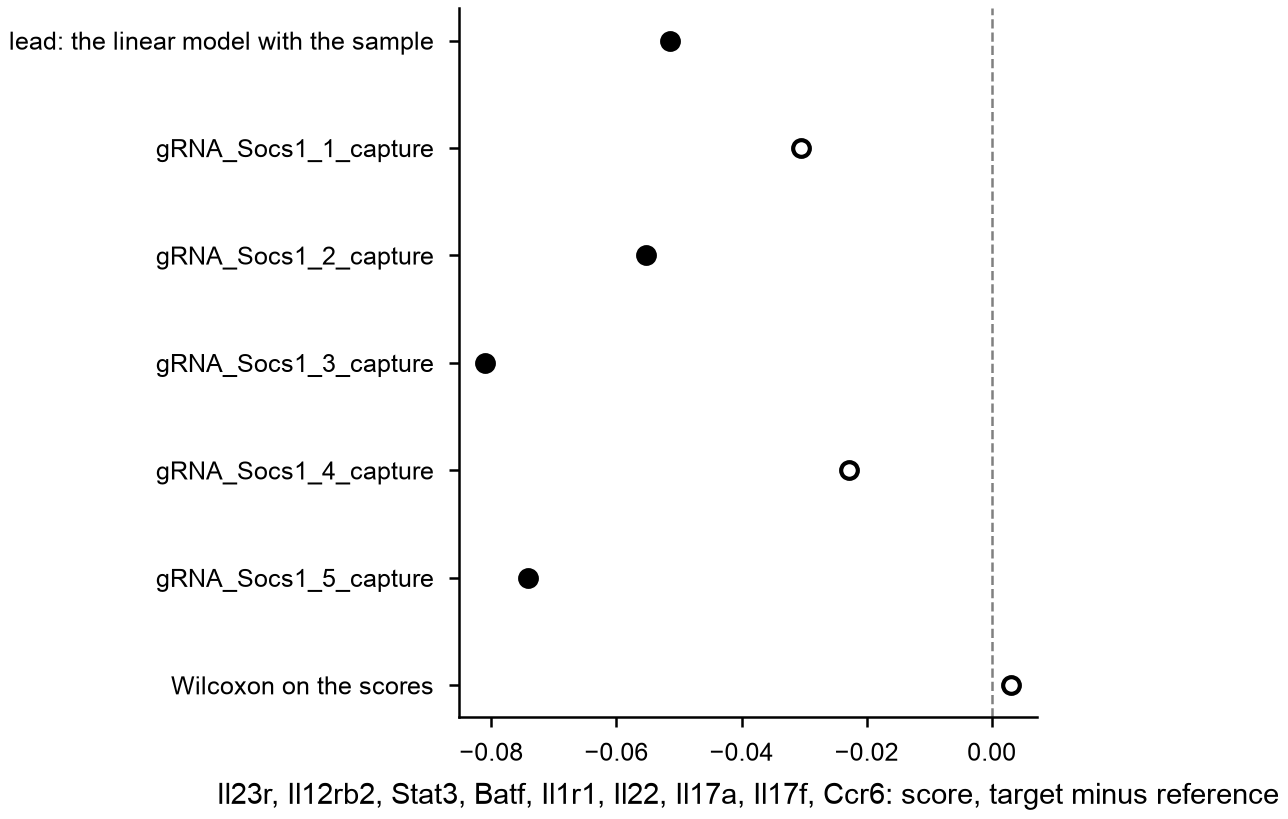 lead: the linear model with the sample
gRNA_Socs1_1_capture
gRNA_Socs1_2_capture
gRNA_Socs1_3_capture
gRNA_Socs1_4_capture
gRNA_Socs1_5_capture
Wilcoxon on the scores
−0.08 −0.06 −0.04 −0.02 0.00
Il23r, Il12rb2, Stat3, Batf, Il1r1, Il22, Il17a, Il17f, Ccr6: score, target minus reference